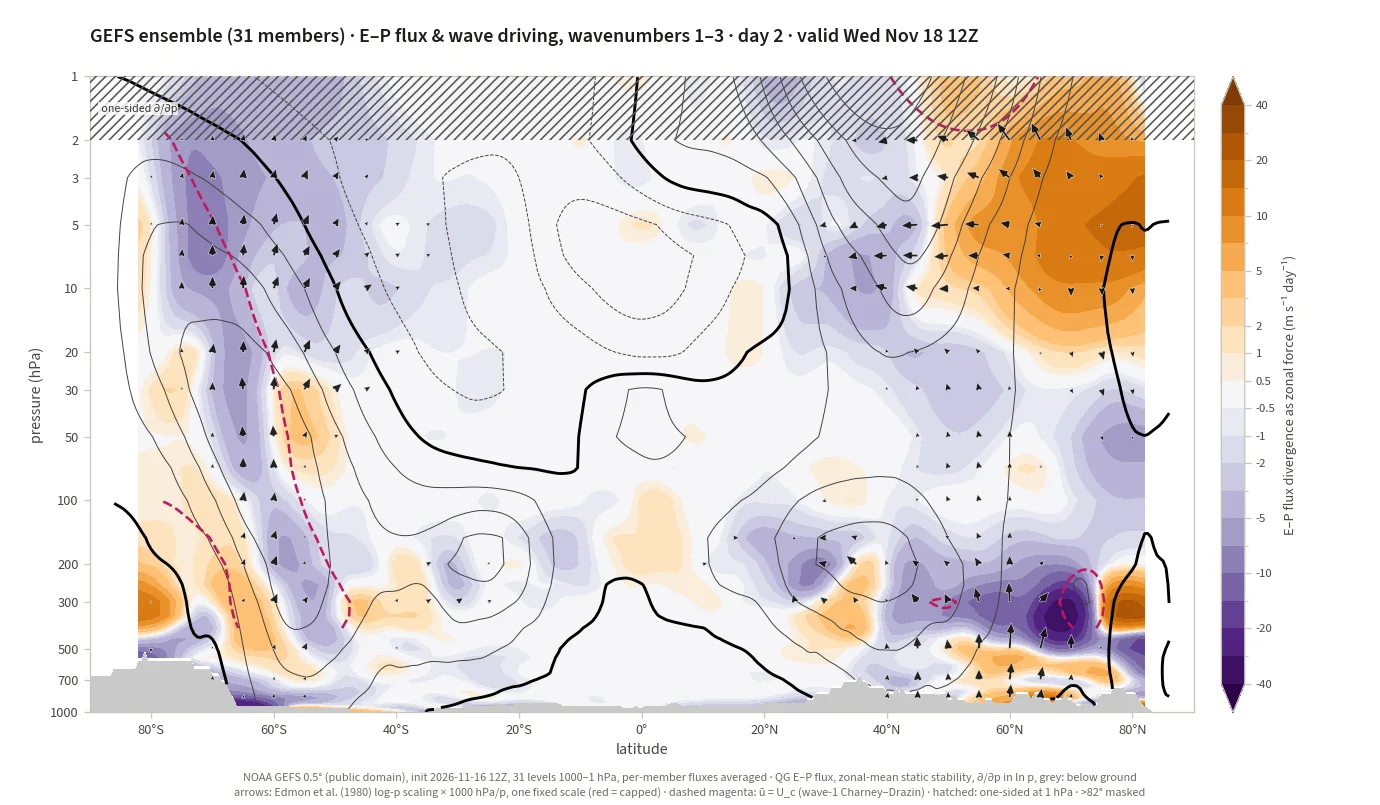 GEFS ensemble (31 members) · E–P flux & wave driving, wavenumbers 1–3 · day 2 · valid Wed Nov 18 12Z
one-sided ∂/∂p
1
2
3
5
10
20
30
50
100
200
300
500
700
1000
pressure (hPa)
80°S
60°S
40°S
20°S
0°
20°N
40°N
60°N
80°N
latitude
40
20
10
5
2
1
0.5
-0.5
-1
-2
-5
-10
-20
-40
E–P flux divergence as zonal force (m s⁻¹ day⁻¹)
NOAA GEFS 0.5° (public domain), init 2026-11-16 12Z, 31 levels 1000–1 hPa, per-member fluxes averaged · QG E–P flux, zonal-mean static stability, ∂/∂p in ln p, grey: below ground
arrows: Edmon et al. (1980) log-p scaling × 1000 hPa/p, one fixed scale (red = capped) · dashed magenta: ū = U_c (wave-1 Charney–Drazin) · hatched: one-sided at 1 hPa · >82° masked